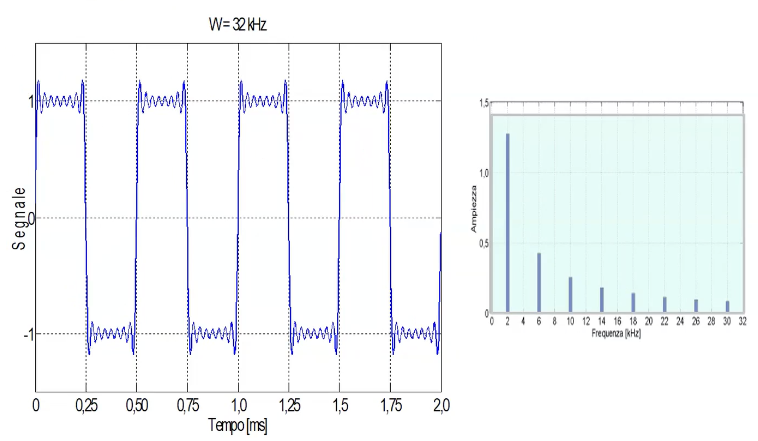 W = 32 kHz
1
0
-1
Segnale
0 0,25 0,50 0,75 1,0 1,25 1,5 1,75 2,0
Tempo [ms]
1,5
1,0
0,5
0
Ampiezza
0 2 4 6 8 10 12 14 16 18 20 22 24 26 28 30 32
Frequenza [kHz]